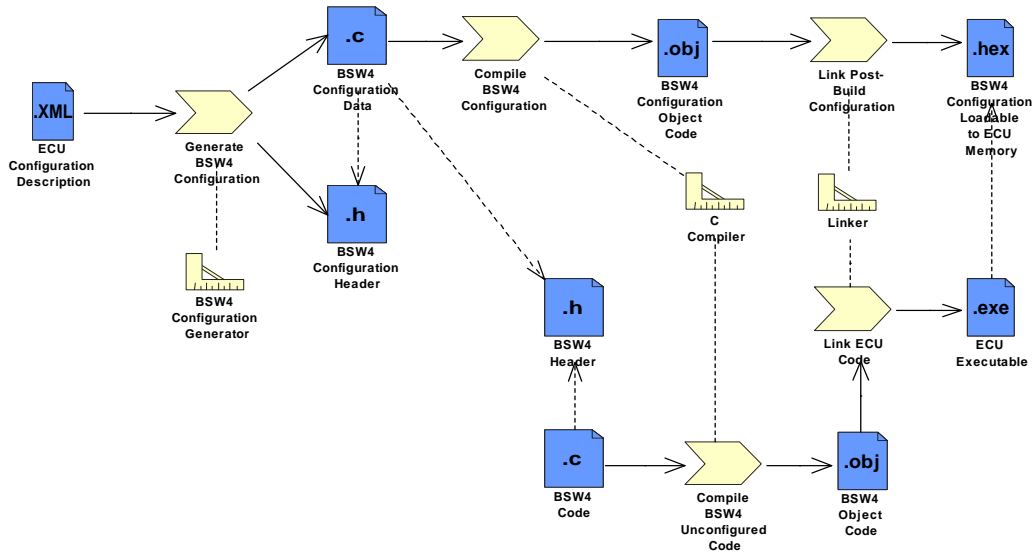 .XML
ECU
Configuration
Description
Generate
BSW4
Configuration
BSW4
Configuration
Generator
.c
BSW4
Configuration
Data
.h
BSW4
Configuration
Header
Compile
BSW4
Configuration
.obj
BSW4
Configuration
Object
Code
Link Post-
Build
Configuration
.hex
BSW4
Configuration
Loadable
to ECU
Memory
C
Compiler
Linker
.h
BSW4
Header
Link ECU
Code
.exe
ECU
Executable
.c
BSW4
Code
Compile
BSW4
Unconfigured
Code
.obj
BSW4
Object
Code